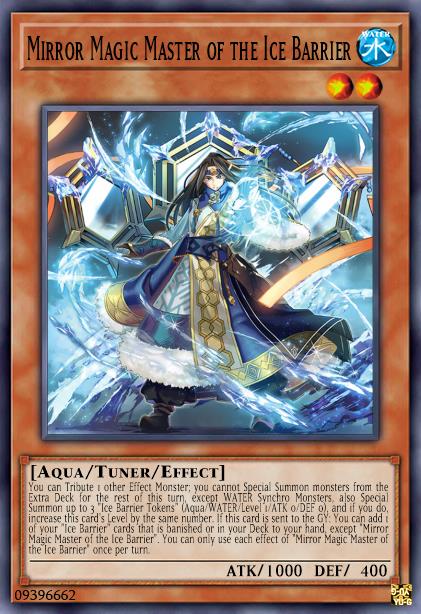 Mirror Magic Master of the Ice Barrier
WATER
水
[Aqua/Tuner/Effect]
You can Tribute 1 other Effect Monster; you cannot Special Summon monsters from the
Extra Deck for the rest of this turn, except WATER Synchro Monsters, also Special
Summon up to 3 "Ice Barrier Tokens" (Aqua/WATER/Level 1/ATK 0/DEF 0), and if you do,
increase this card's Level by the same number. If this card is sent to the GY: You can add 1
of your "Ice Barrier" cards that is banished or in your Deck to your hand, except "Mirror
Magic Master of the Ice Barrier". You can only use each effect of "Mirror Magic Master of
the Ice Barrier" once per turn.
ATK/1000 DEF/ 400
09396662